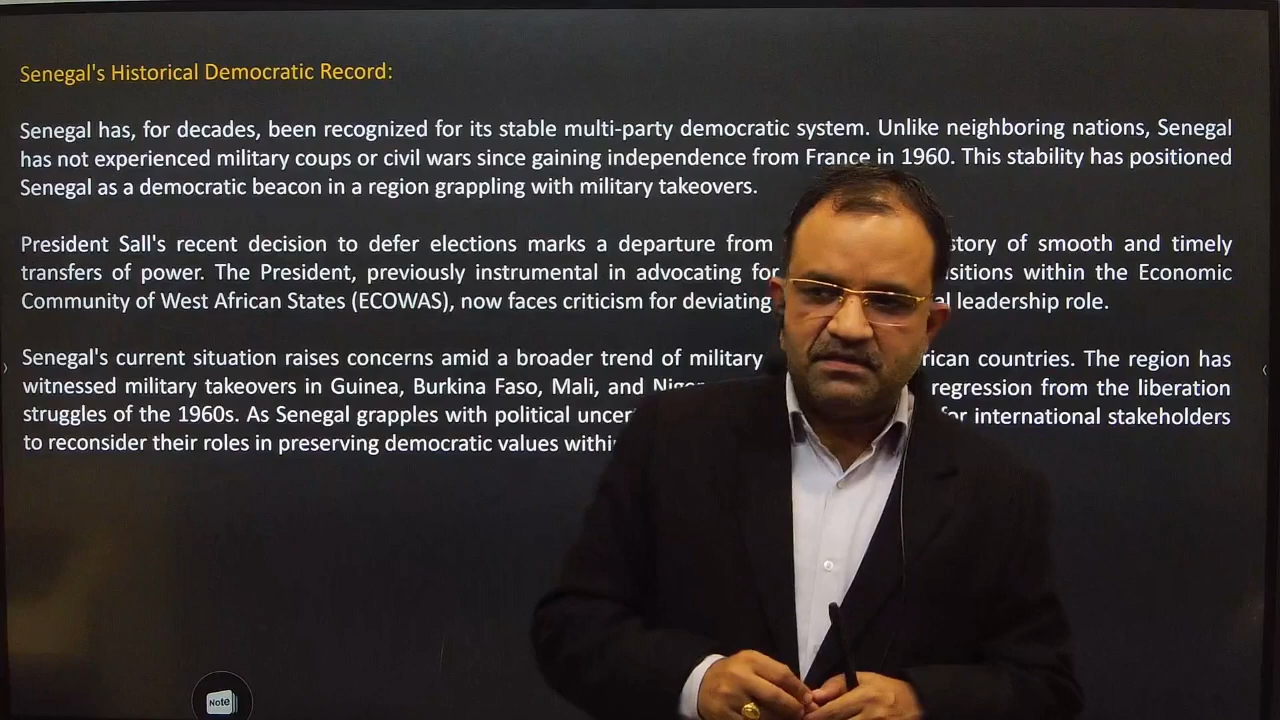 Senegal's Historical Democratic Record:
Senegal has, for decades, been recognized for its stable multi-party democratic system. Unlike neighboring nations, Senegal
has not experienced military coups or civil wars since gaining independence from France in 1960. This stability has positioned
Senegal as a democratic beacon in a region grappling with military takeovers.
President Sall's recent decision to defer elections marks a departure from story of smooth and timely
transfers of power. The President, previously instrumental in advocating for sitions within the Economic
Community of West African States (ECOWAS), now faces criticism for deviating al leadership role.
Senegal's current situation raises concerns amid a broader trend of military rican countries. The region has
witnessed military takeovers in Guinea, Burkina Faso, Mali, and regression from the liberation
struggles of the 1960s. As Senegal grapples with political for international stakeholders
to reconsider their roles in preserving democratic values
Note